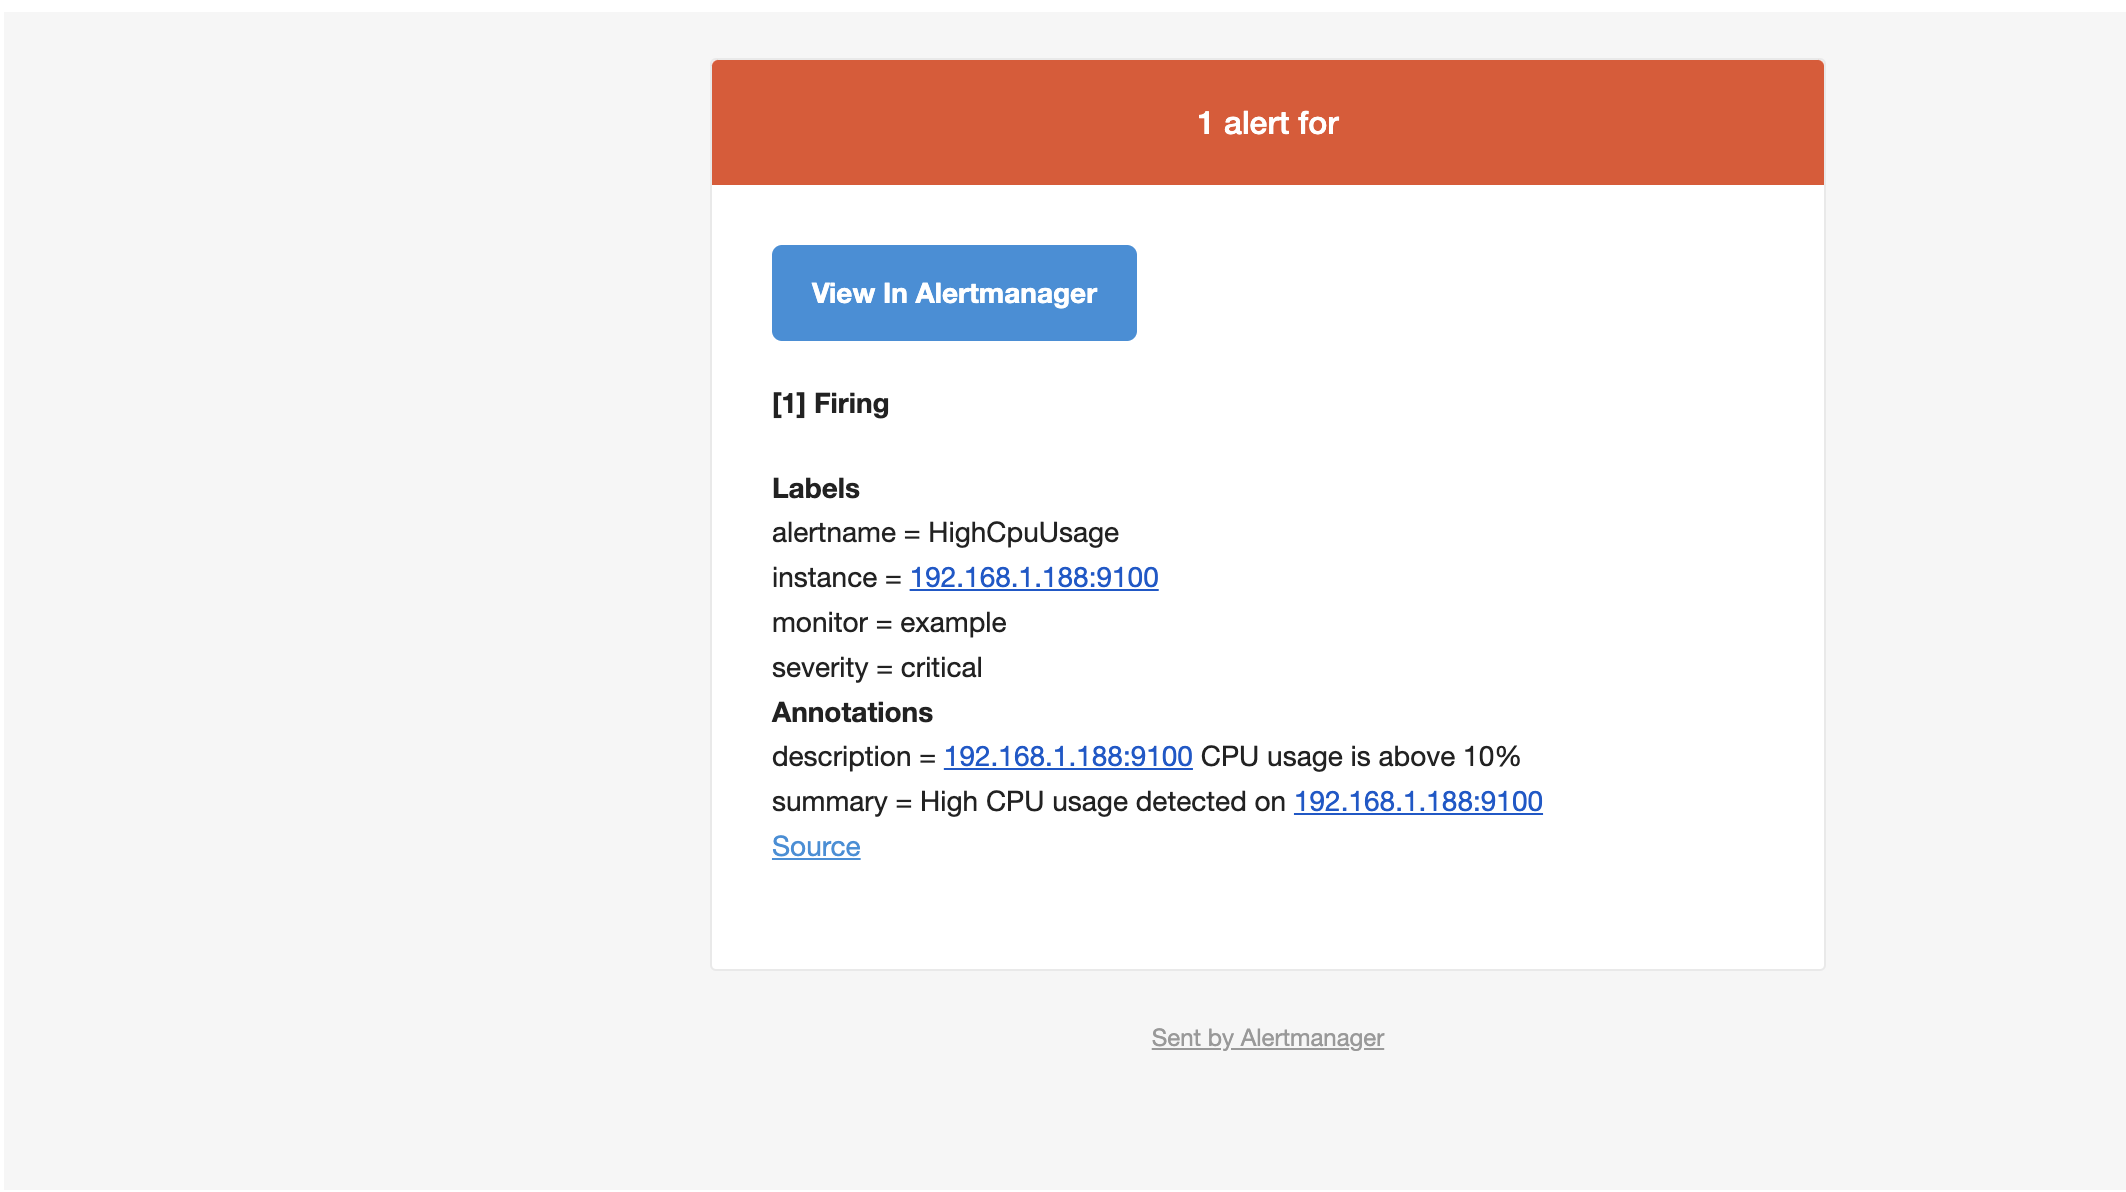 1 alert for
View In Alertmanager
[1] Firing
Labels
alertname = HighCpuUsage
instance = 192.168.1.188:9100
monitor = example
severity = critical
Annotations
description = 192.168.1.188:9100 CPU usage is above 10%
summary = High CPU usage detected on 192.168.1.188:9100
Source
Sent by Alertmanager